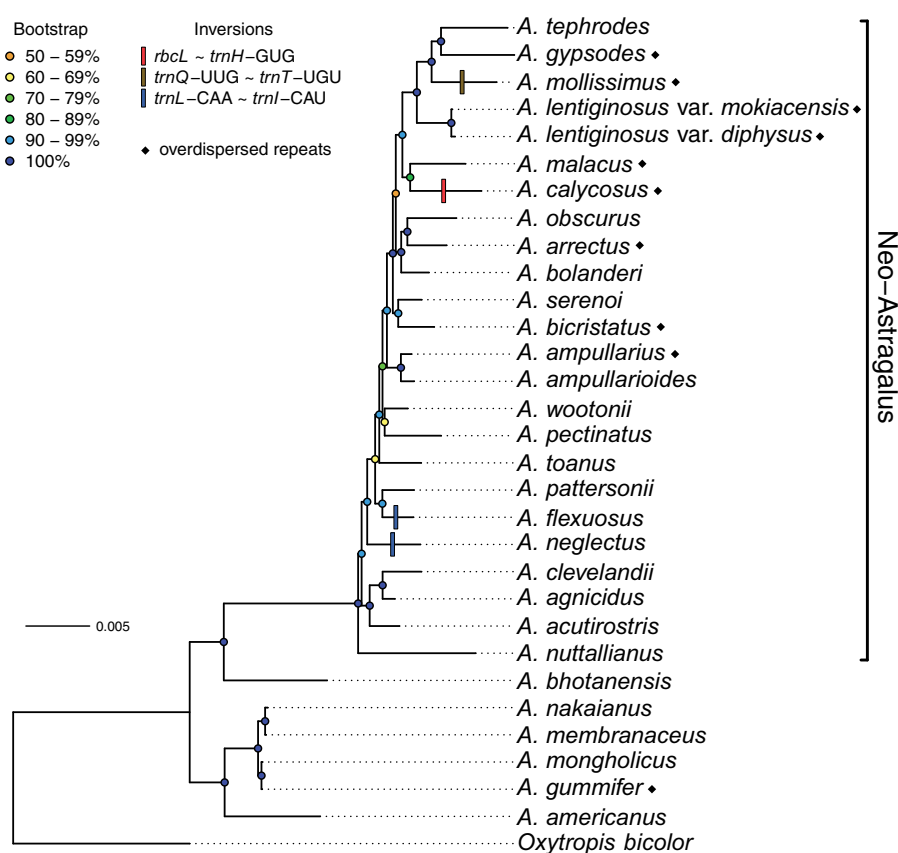 Bootstrap
50 – 59%
60 – 69%
70 – 79%
80 – 89%
90 – 99%
100%
Inversions
rbcL ~ trnH–GUG
trnQ–UUG ~ trnT–UGU
trnL–CAA ~ trnI–CAU
◆ overdispersed repeats
A. tephrodes
A. gypsodes ◆
A. mollissimus ◆
A. lentiginosus var. mokiacensis ◆
A. lentiginosus var. diphysus ◆
A. malacus ◆
A. calycosus ◆
A. obscurus
A. arrectus ◆
A. bolanderi
A. serenoi
A. bicristatus ◆
A. ampullarius ◆
A. ampullarioides
A. wootonii
A. pectinatus
A. toanus
A. pattersonii
A. flexuosus
A. neglectus
A. clevelandii
A. agnicidus
A. acutirostris
A. nuttallianus
A. bhotanensis
A. nakaianus
A. membranaceus
A. mongholicus
A. gummifer ◆
A. americanus
Oxytropis bicolor
Neo–Astragalus
0.005